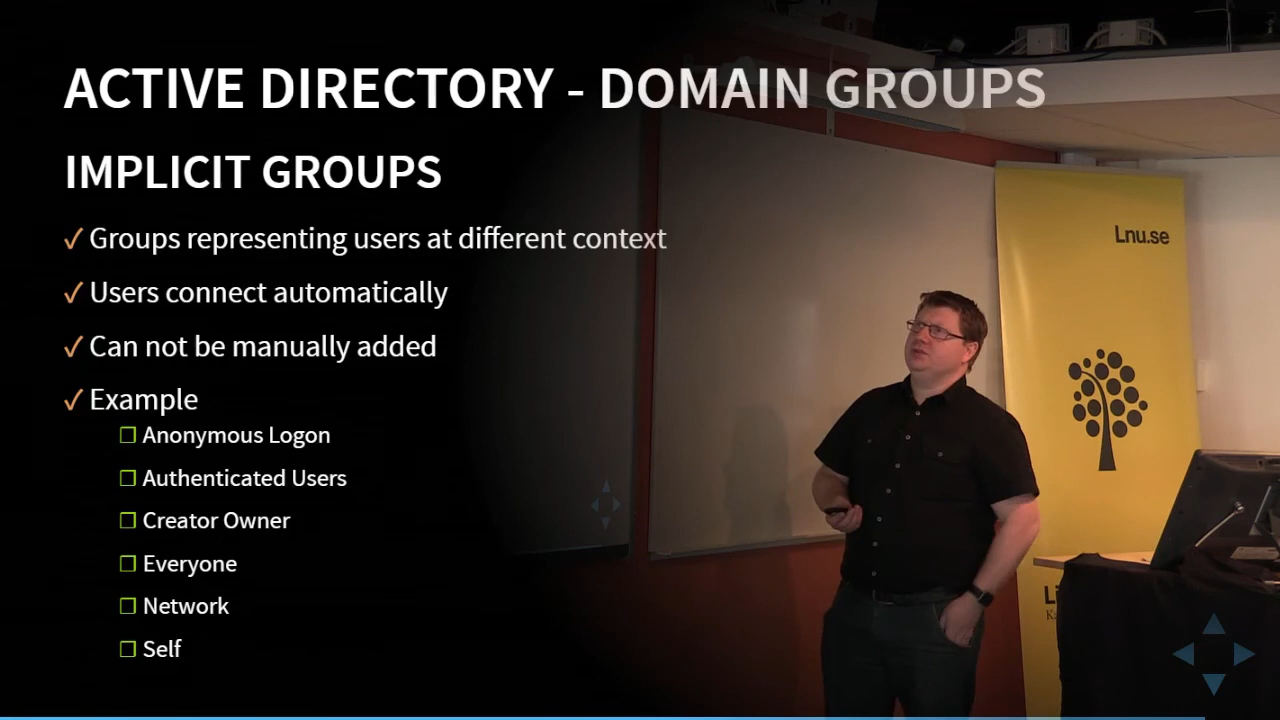 ACTIVE DIRECTORY - DOMAIN GROUPS
IMPLICIT GROUPS
✓ Groups representing users at different context
✓ Users connect automatically
✓ Can not be manually added
✓ Example
❒ Anonymous Logon
❒ Authenticated Users
❒ Creator Owner
❒ Everyone
❒ Network
❒ Self
Lnu.se